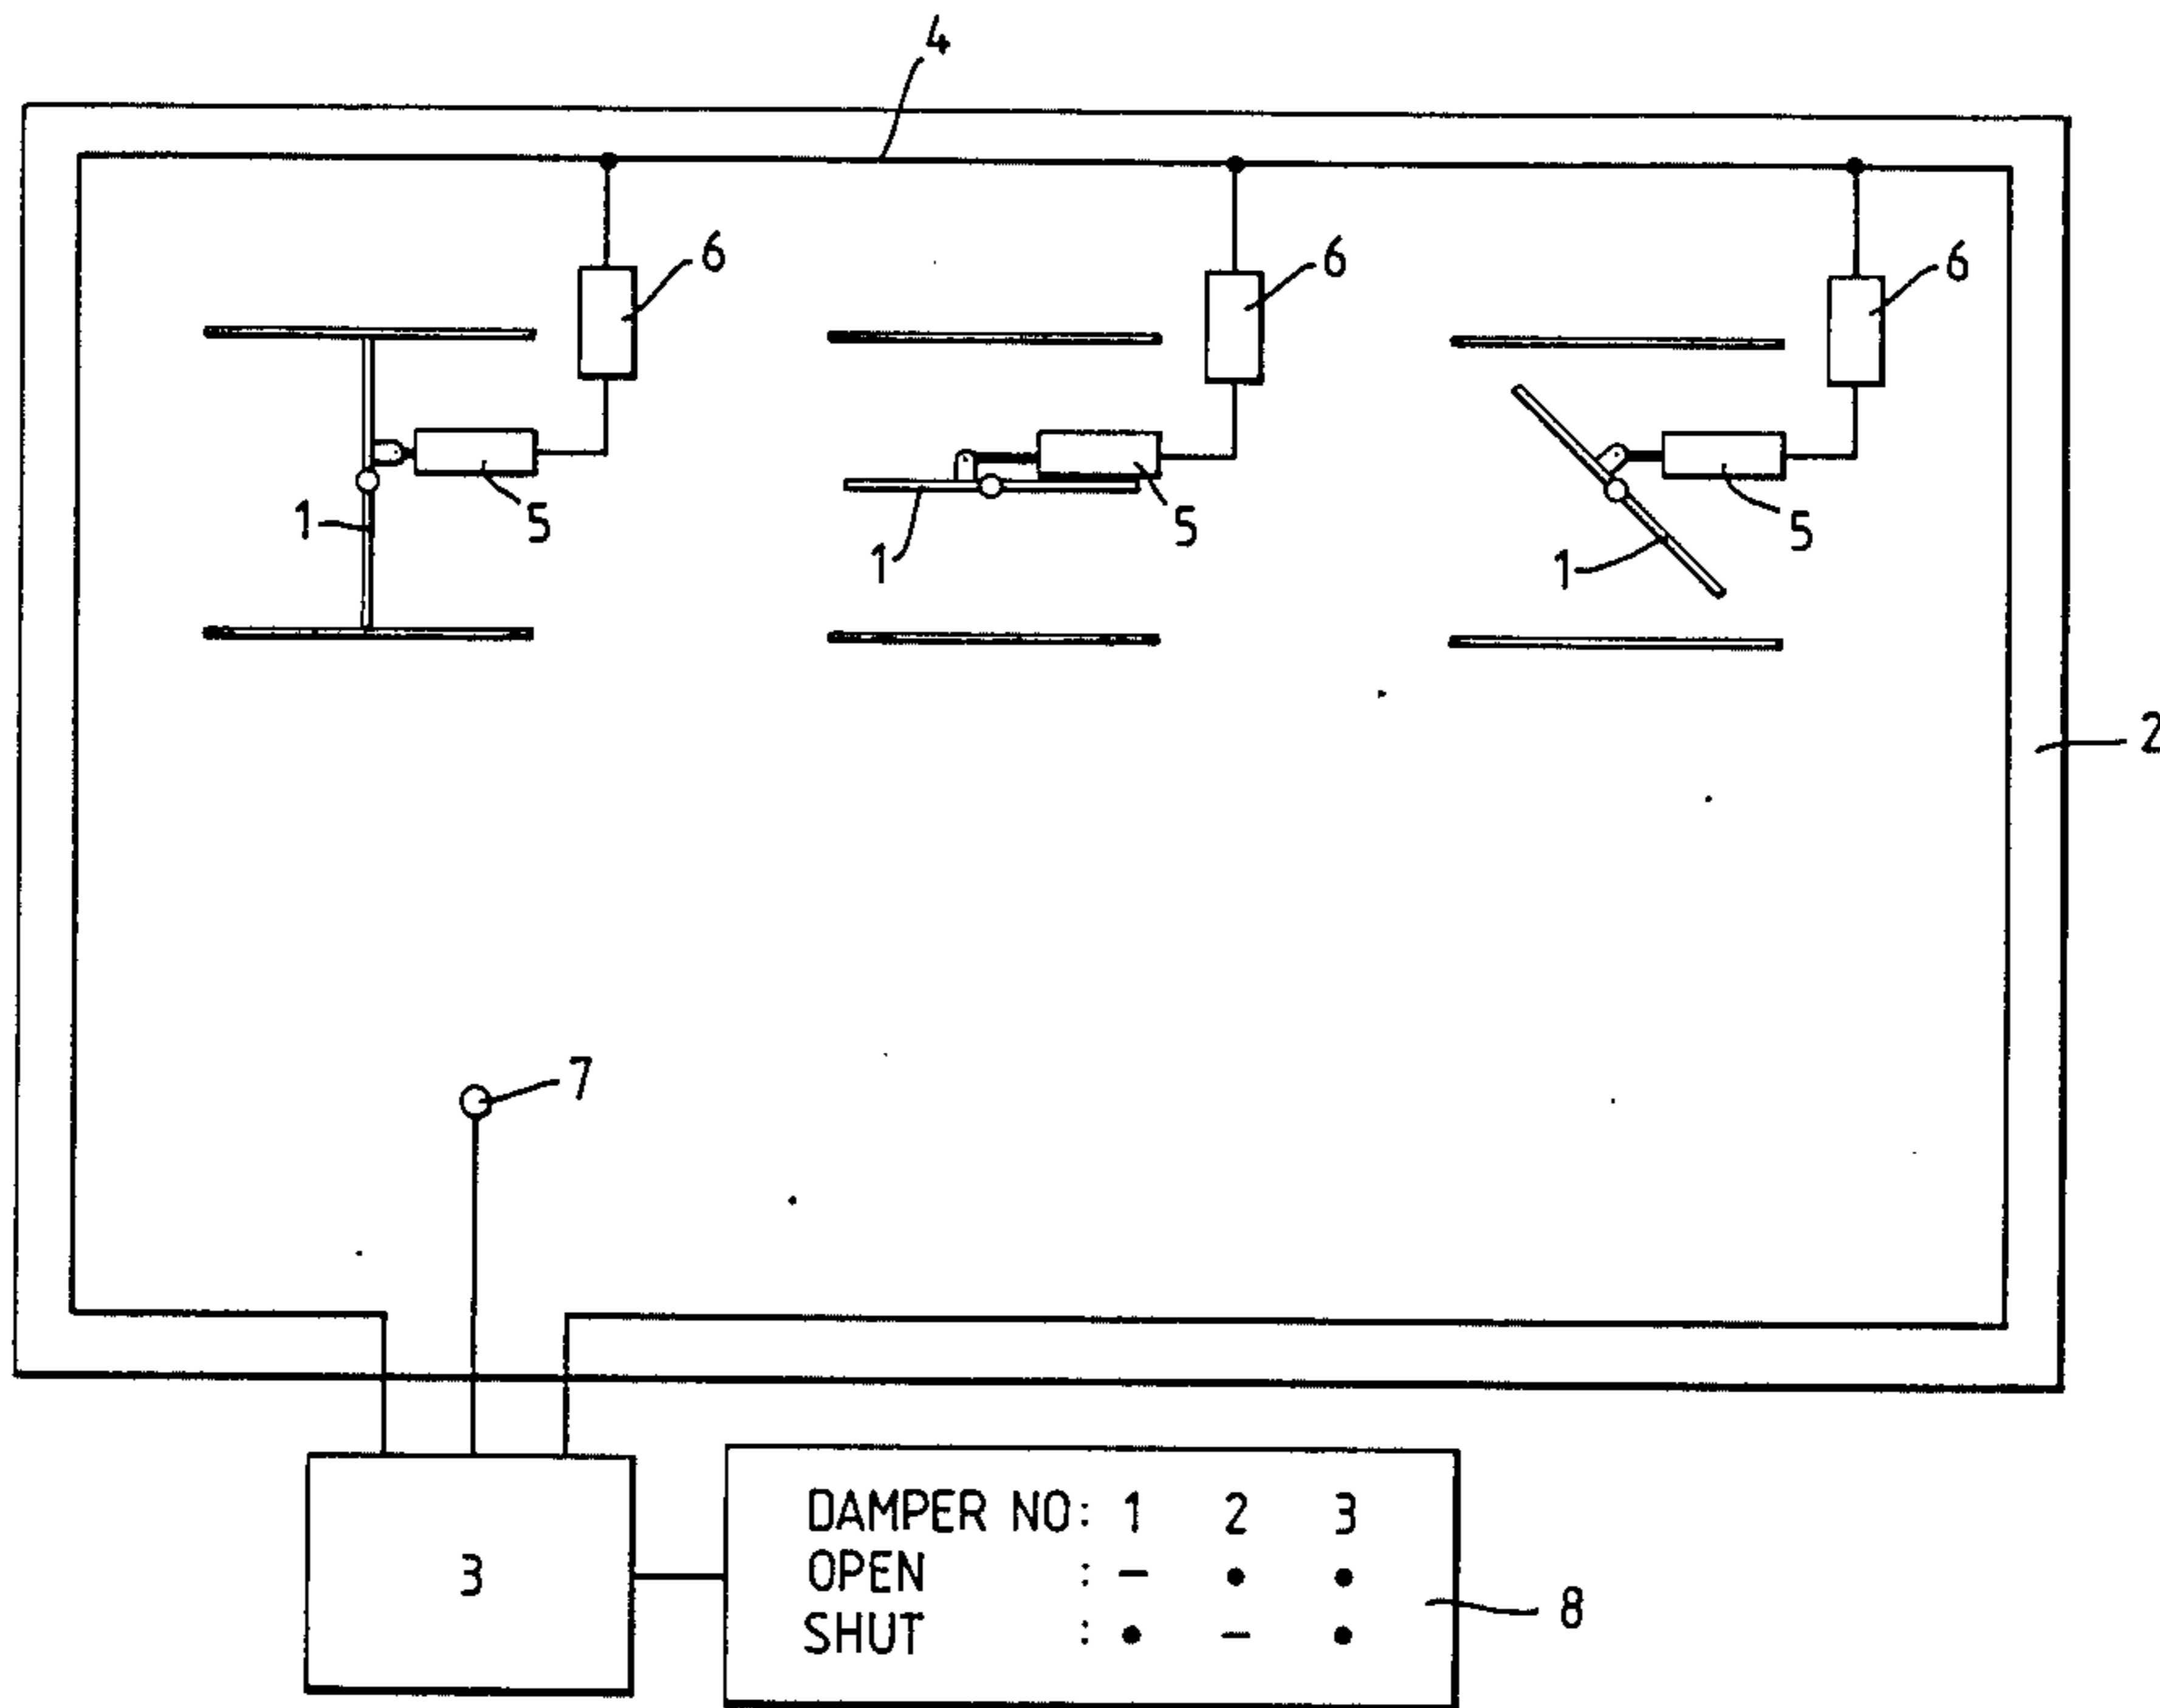 4
6 6 6
1 5 1 5 1 5
2
7
3
DAMPER NO: 1 2 3
OPEN : – • •
SHUT : • – •
8